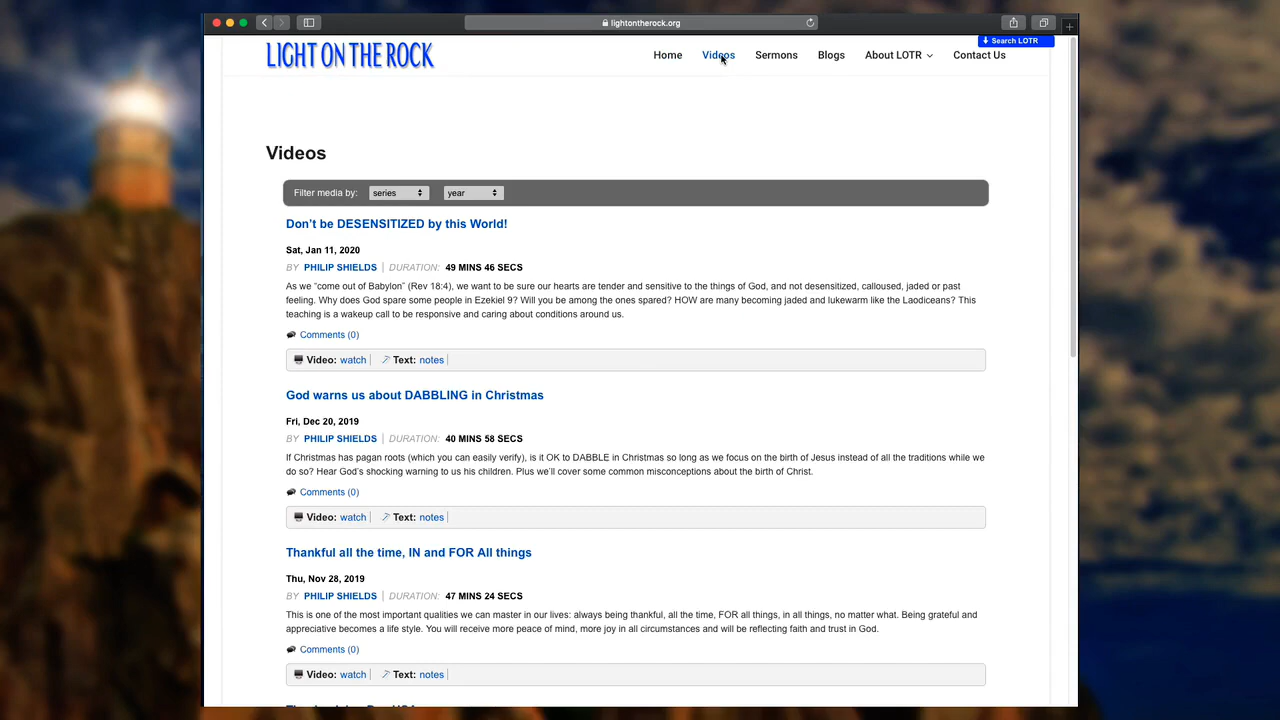 lightontherock.org
Search LOTR
LIGHT ON THE ROCK
Home Videos Sermons Blogs About LOTR Contact Us
Videos
Filter media by: series year
Don't be DESENSITIZED by this World!
Sat, Jan 11, 2020
BY PHILIP SHIELDS | DURATION: 49 MINS 46 SECS
As we "come out of Babylon" (Rev 18:4), we want to be sure our hearts are tender and sensitive to the things of God, and not desensitized, calloused, jaded or past
feeling. Why does God spare some people in Ezekiel 9? Will you be among the ones spared? HOW are many becoming jaded and lukewarm like the Laodiceans? This
teaching is a wakeup call to be responsive and caring about conditions around us.
Comments (0)
Video: watch | Text: notes |
God warns us about DABBLING in Christmas
Fri, Dec 20, 2019
BY PHILIP SHIELDS | DURATION: 40 MINS 58 SECS
If Christmas has pagan roots (which you can easily verify), is it OK to DABBLE in Christmas so long as we focus on the birth of Jesus instead of all the traditions while we
do so? Hear God's shocking warning to us his children. Plus we'll cover some common misconceptions about the birth of Christ.
Comments (0)
Video: watch | Text: notes |
Thankful all the time, IN and FOR All things
Thu, Nov 28, 2019
BY PHILIP SHIELDS | DURATION: 47 MINS 24 SECS
This is one of the most important qualities we can master in our lives: always being thankful, all the time, FOR all things, in all things, no matter what. Being grateful and
appreciative becomes a life style. You will receive more peace of mind, more joy in all circumstances and will be reflecting faith and trust in God.
Comments (0)
Video: watch | Text: notes |